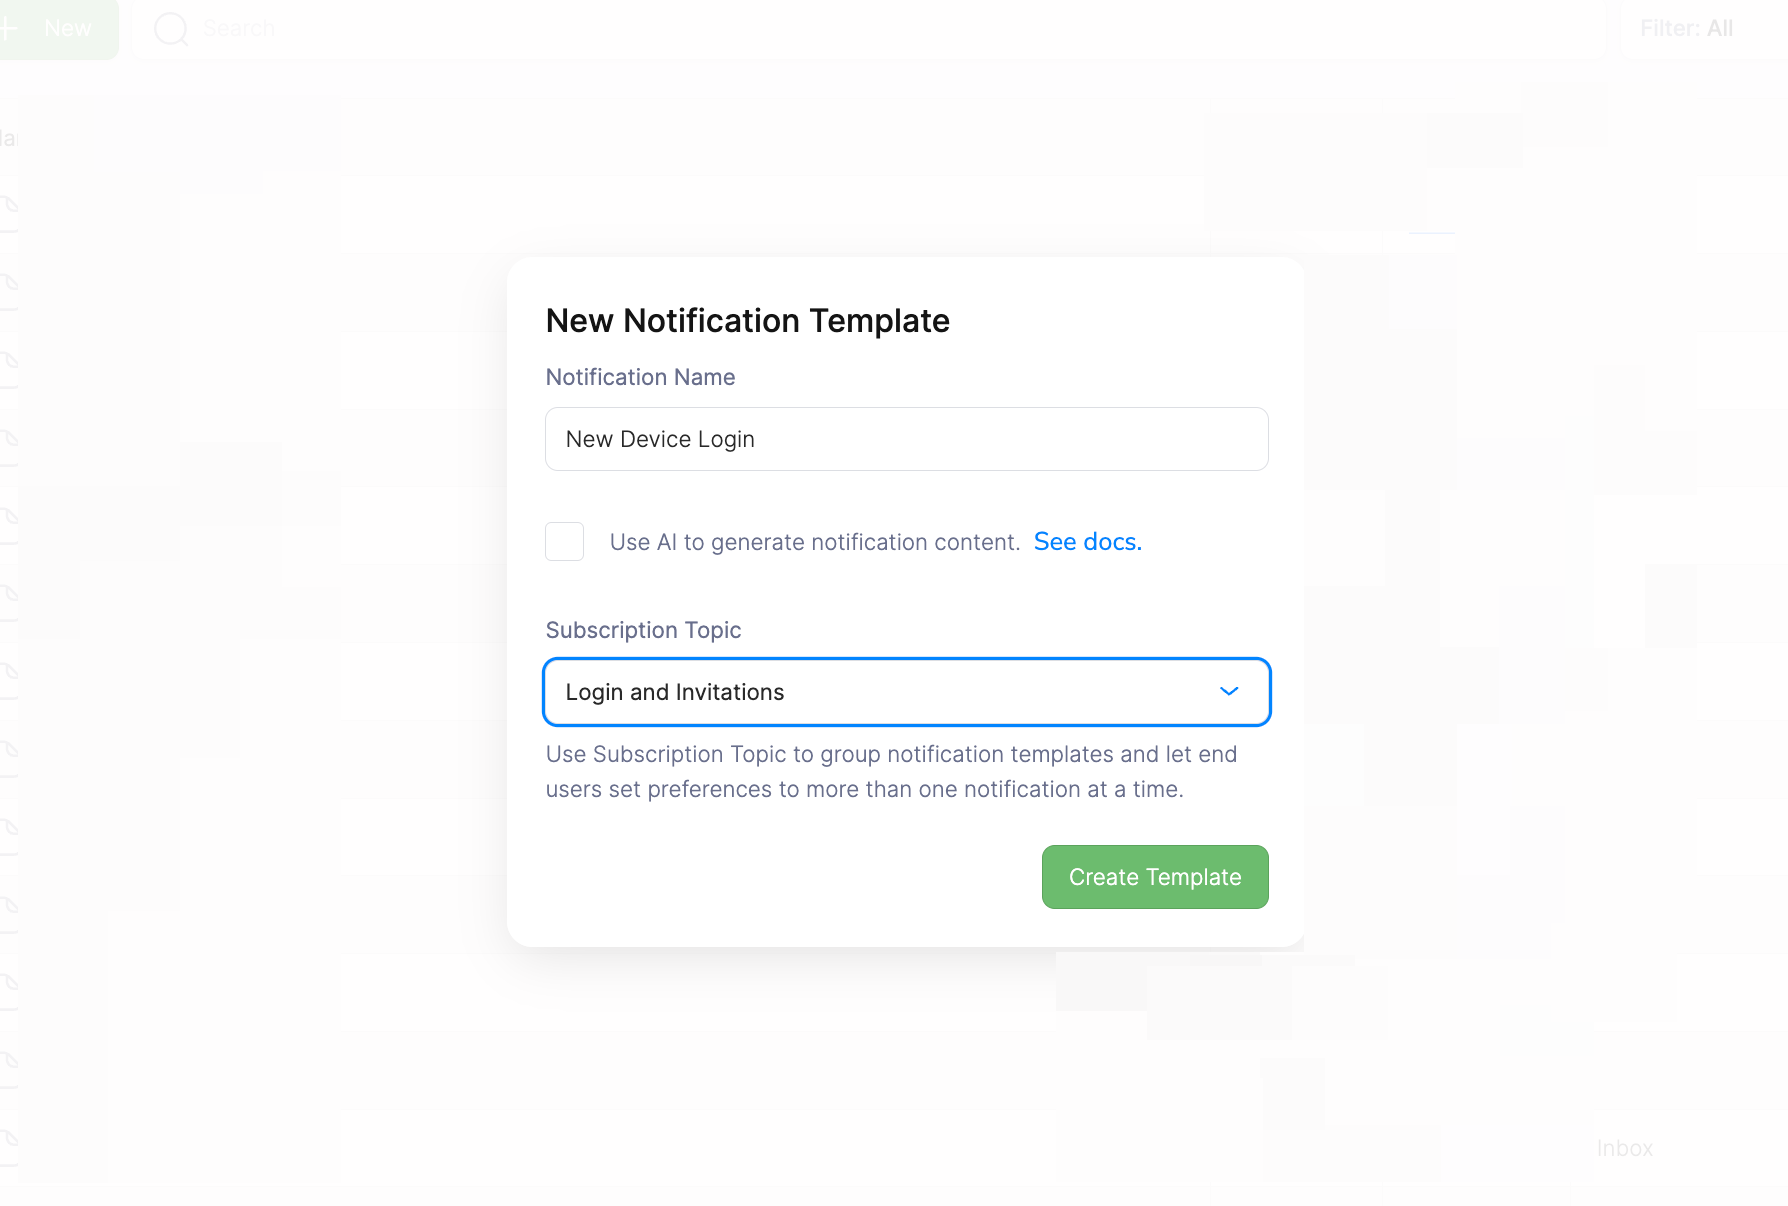 New
Search
Filter: All
New Notification Template
Notification Name
New Device Login
Use AI to generate notification content. See docs.
Subscription Topic
Login and Invitations
Use Subscription Topic to group notification templates and let end
users set preferences to more than one notification at a time.
Create Template
Inbox